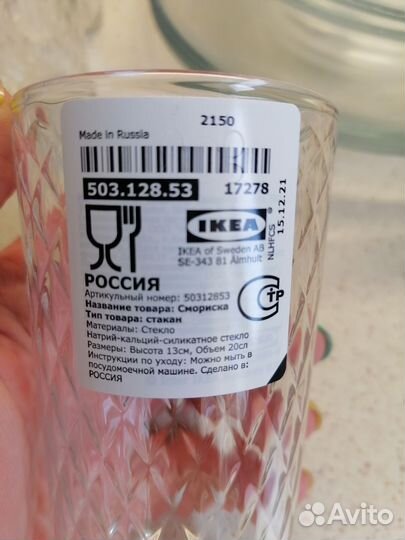 2150
Made in Russia
503.128.53 17278
IKEA
®
IKEA of Sweden AB
SE-343 81 Älmhult
NLHFCS
15.12.21
РОССИЯ
Артикульный номер: 50312853
Название товара: Смориска
Тип товара: стакан
Материалы: Стекло
Натрий-кальций-силикатное стекло
Размеры: Высота 13см, Объем 20сл
Инструкции по уходу: Можно мыть в
посудомоечной машине. Сделано в:
РОССИЯ
СТР
Avito